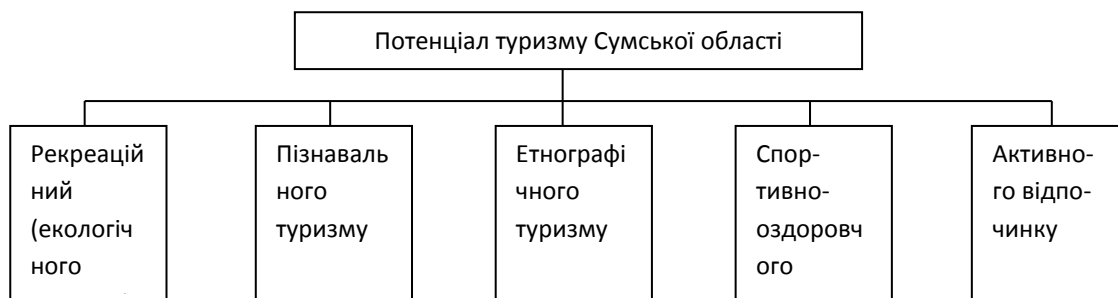 Потенціал туризму Сумської області
Рекреацій
ний
(екологіч
ного
Пізнаваль
ного
туризму
Етнографі
чного
туризму
Спор-
тивно-
оздоровч
ого
Активно-
го відпо-
чинку